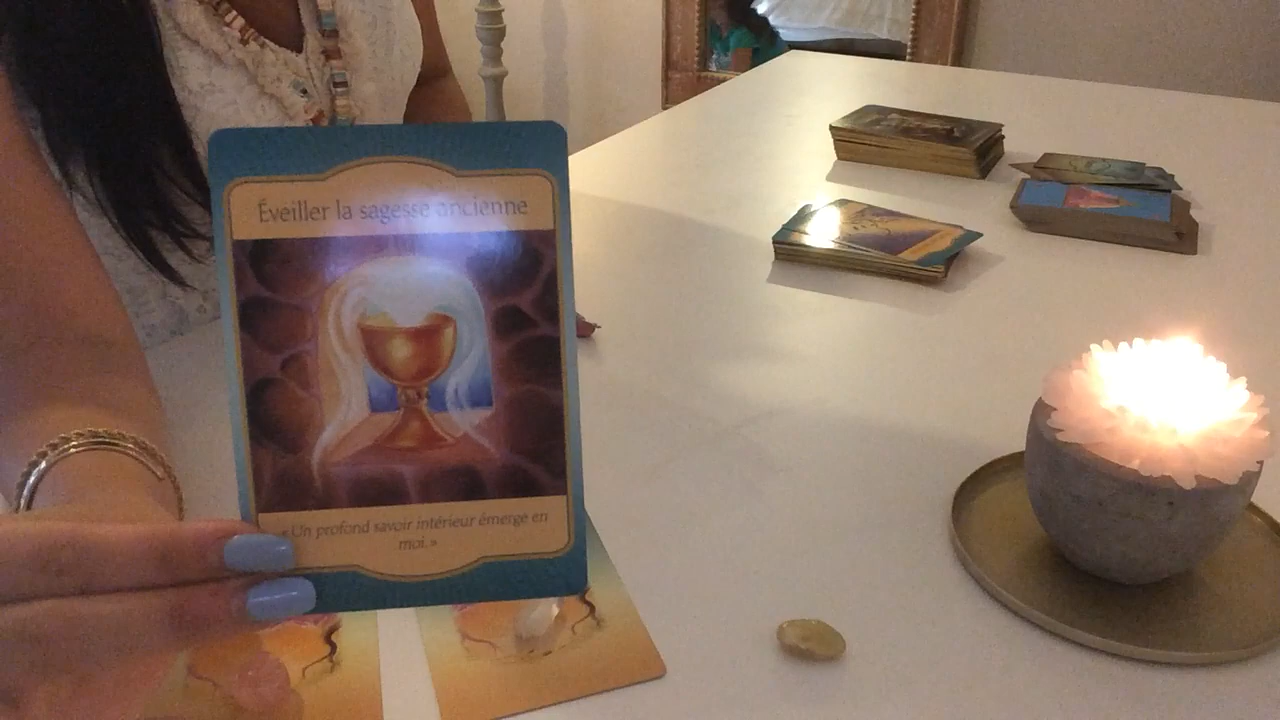 Éveiller la sagesse ancienne
«Un profond savoir intérieur émerge en
moi.»